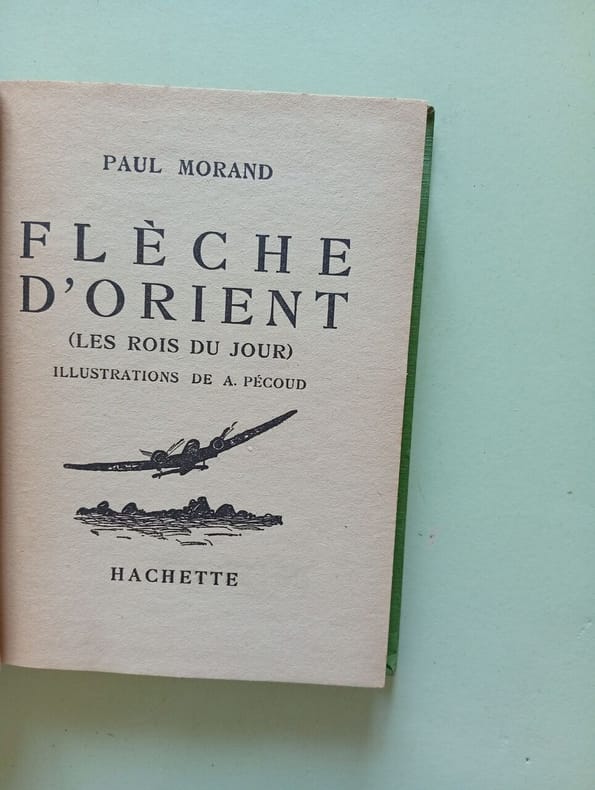 PAUL MORAND
FLÈCHE
D'ORIENT
(LES ROIS DU JOUR)
ILLUSTRATIONS DE A. PÉCOUD
HACHETTE